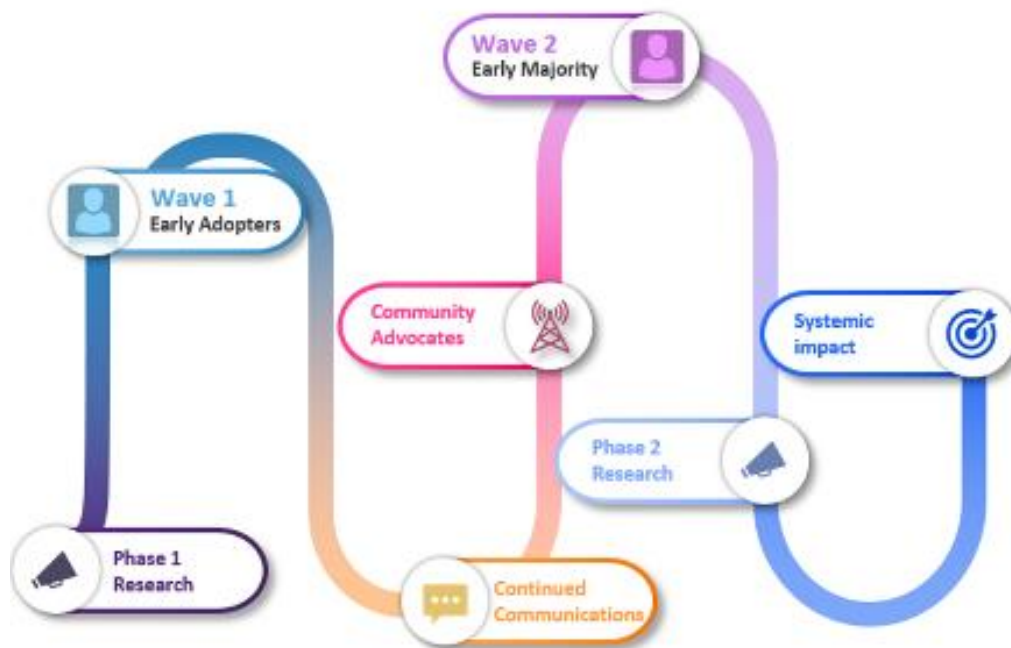 Wave 2
Early Majority
Wave 1
Early Adopters
Community
Advocates
Systemic
impact
Phase 2
Research
Phase 1
Research
Continued
Communications